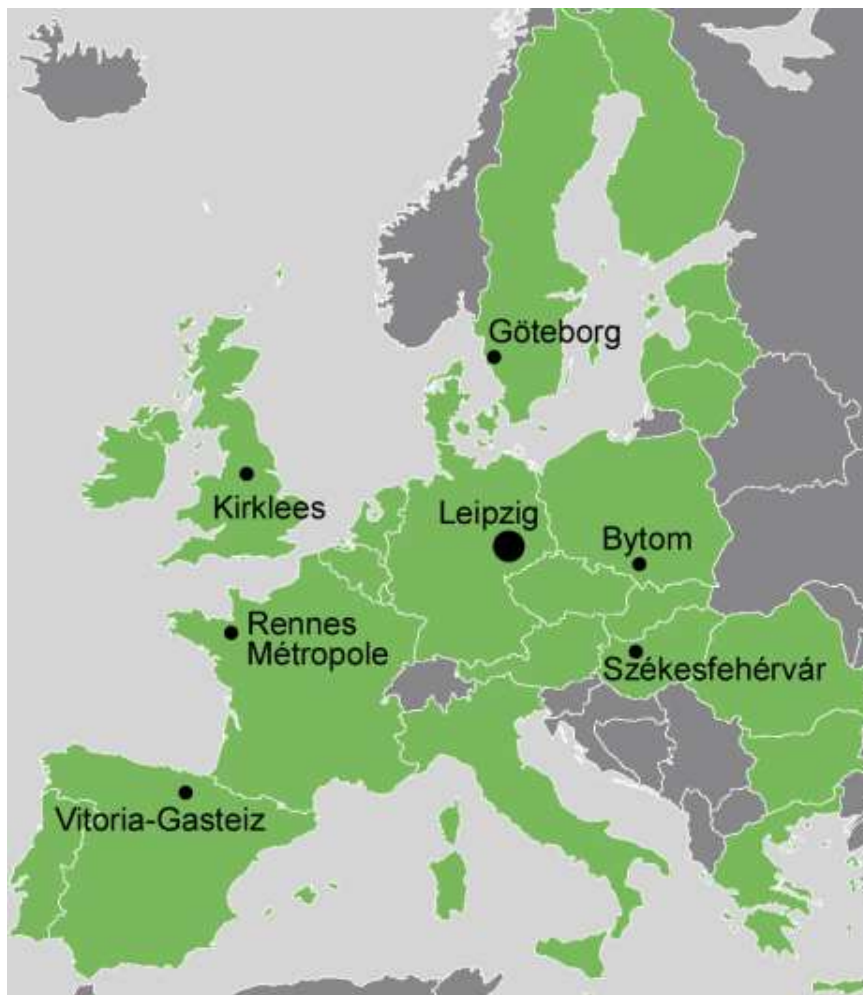 Göteborg
Kirklees
Leipzig
Bytom
Rennes
Métropole
Székesfehérvár
Vitoria-Gasteiz